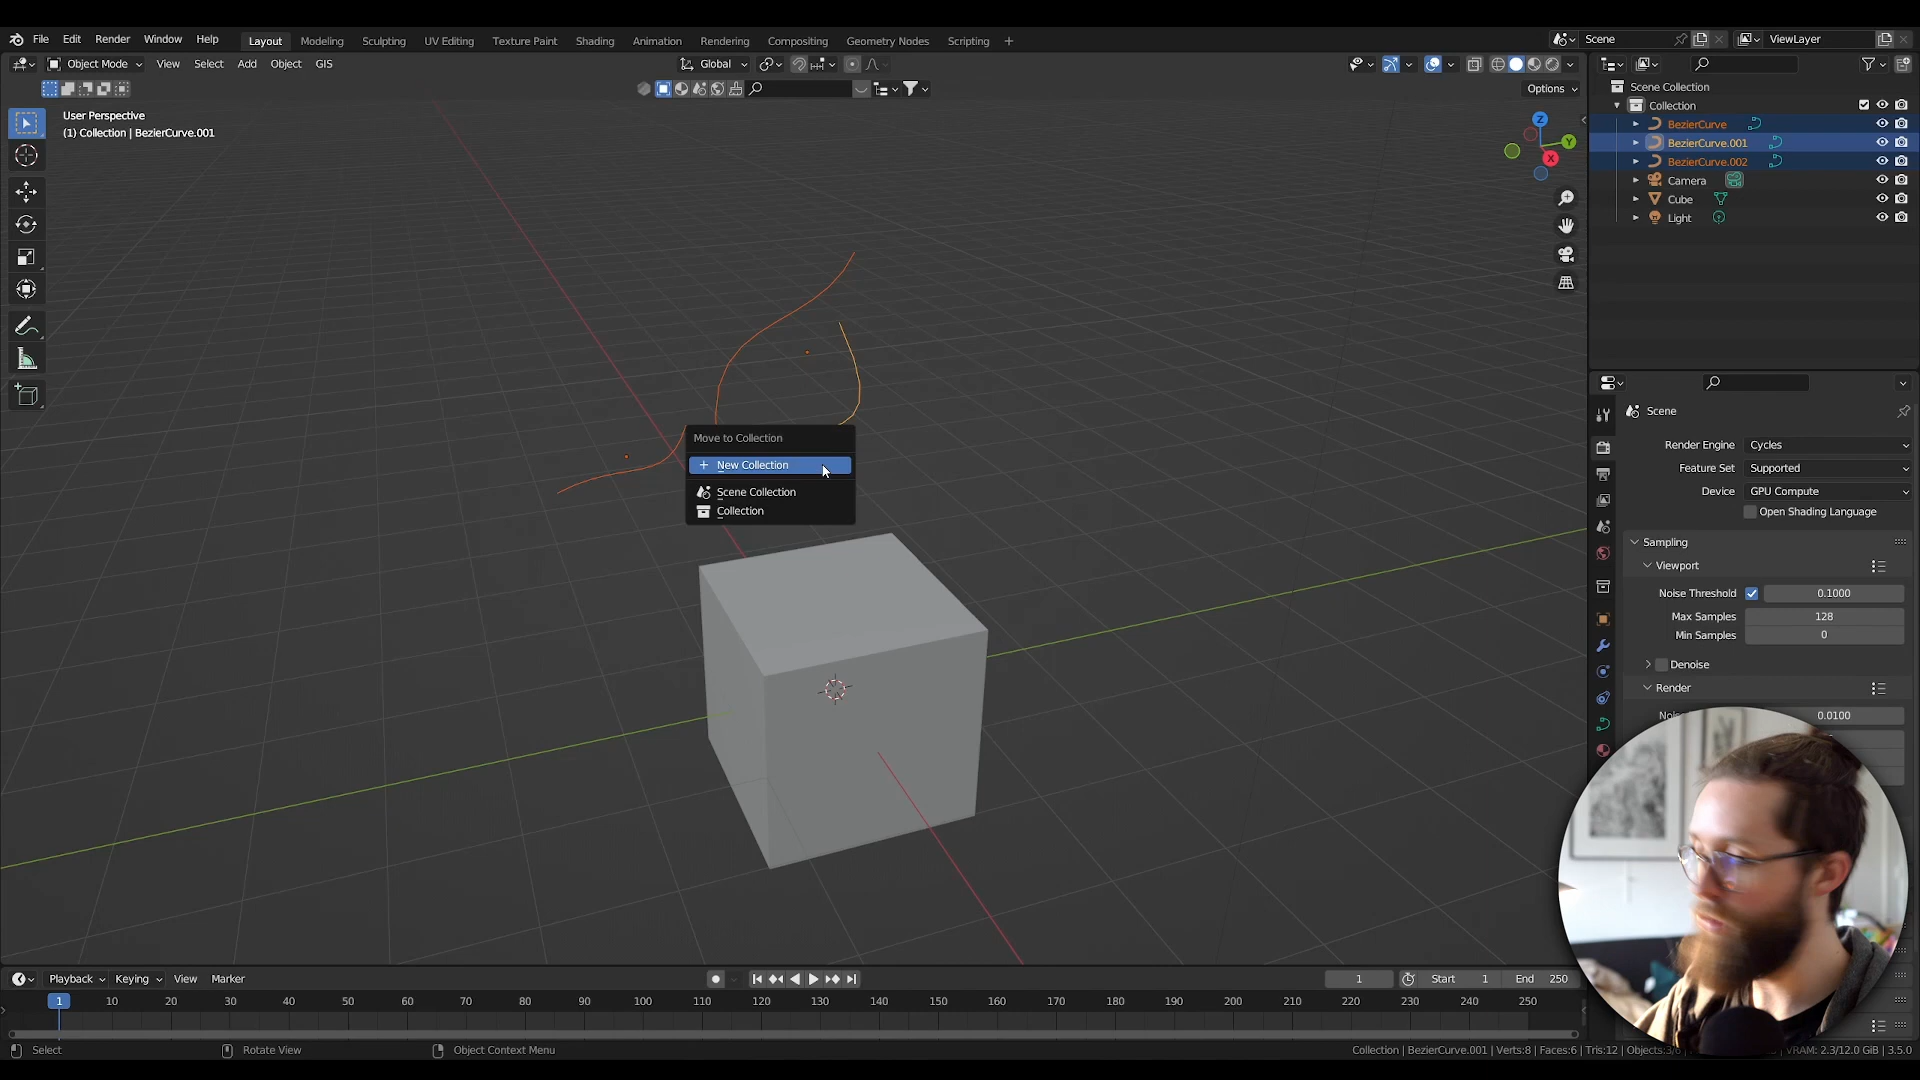 File Edit Render Window Help Layout Modeling Sculpting UV Editing Texture Paint Shading Animation Rendering Compositing Geometry Nodes Scripting + Scene ViewLayer
Object Mode View Select Add Object GIS Global
Options
User Perspective
(1) Collection | BezierCurve.001
Z
Y
X
Scene Collection
Collection
BezierCurve
BezierCurve.001
BezierCurve.002
Camera
Cube
Light
Move to Collection
+ New Collection
Scene Collection
Collection
Scene
Render Engine Cycles
Feature Set Supported
Device GPU Compute
Open Shading Language
Sampling
Viewport
Noise Threshold 0.1000
Max Samples 128
Min Samples 0
Denoise
Render
0.0100
Playback Keying View Marker 1 Start 1 End 250
1 10 20 30 40 50 60 70 80 90 100 110 120 130 140 150 160 170 180 190 200 210 220 230 240 250
Select Rotate View Object Context Menu Collection | BezierCurve.001 | Verts:8 | Faces:6 | Tris:12 | Objects:3/6 VRAM: 2.3/12.0 GiB | 3.5.0